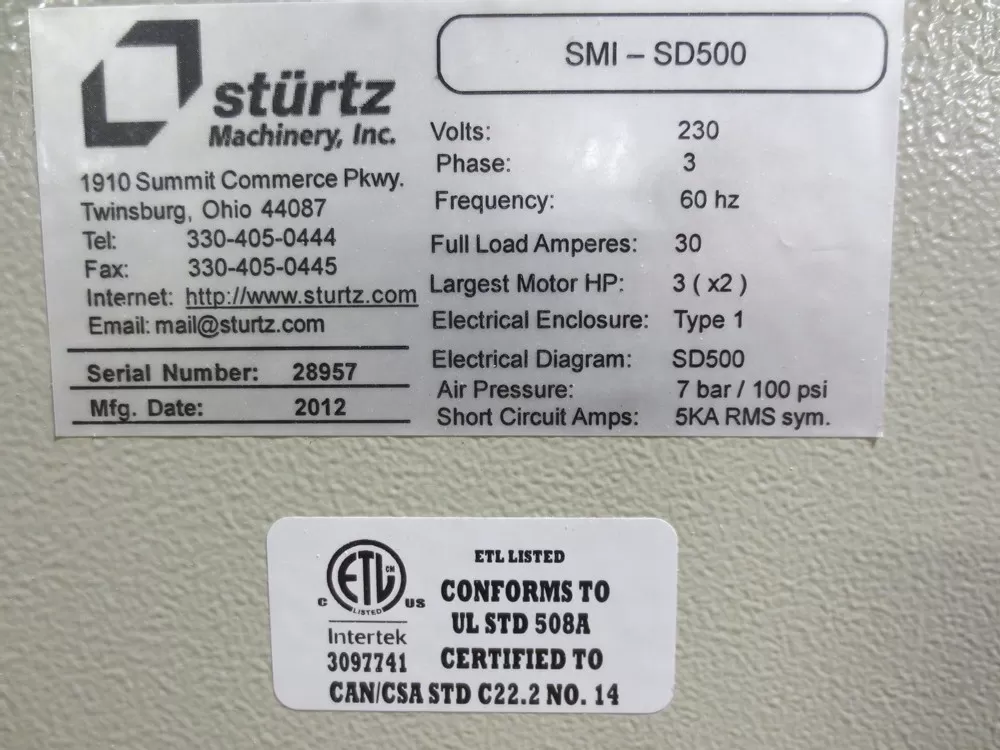 stürtz
Machinery, Inc.
1910 Summit Commerce Pkwy.
Twinsburg, Ohio 44087
Tel: 330-405-0444
Fax: 330-405-0445
Internet: http://www.sturtz.com
Email: mail@sturtz.com
Serial Number: 28957
Mfg. Date: 2012
SMI – SD500
Volts: 230
Phase: 3
Frequency: 60 hz
Full Load Amperes: 30
Largest Motor HP: 3 ( x2 )
Electrical Enclosure: Type 1
Electrical Diagram: SD500
Air Pressure: 7 bar / 100 psi
Short Circuit Amps: 5KA RMS sym.
ETL CM
LISTED
C US
Intertek
3097741
ETL LISTED
CONFORMS TO
UL STD 508A
CERTIFIED TO
CAN/CSA STD C22.2 NO. 14